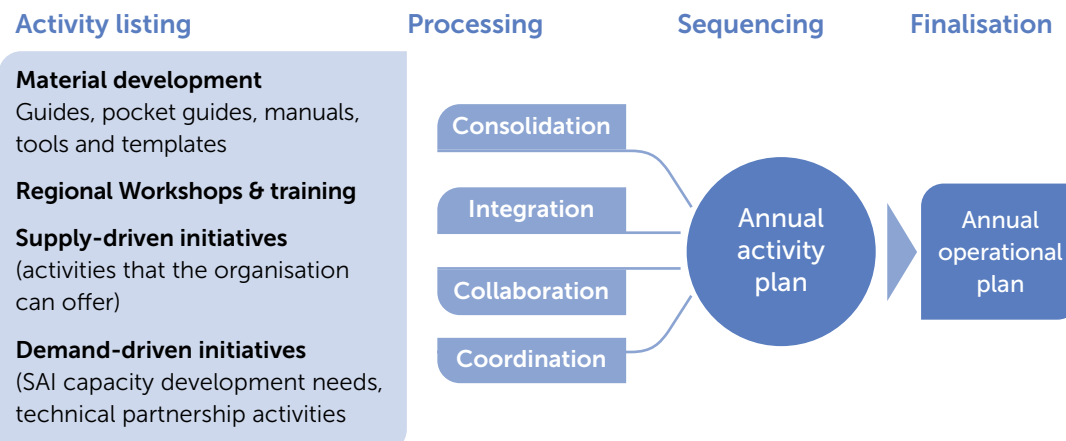 Activity listing
Processing
Sequencing
Finalisation
Material development
Guides, pocket guides, manuals,
tools and templates
Regional Workshops & training
Supply-driven initiatives
(activities that the organisation
can offer)
Demand-driven initiatives
(SAI capacity development needs,
technical partnership activities
Consolidation
Integration
Collaboration
Coordination
Annual
activity
plan
Annual
operational
plan